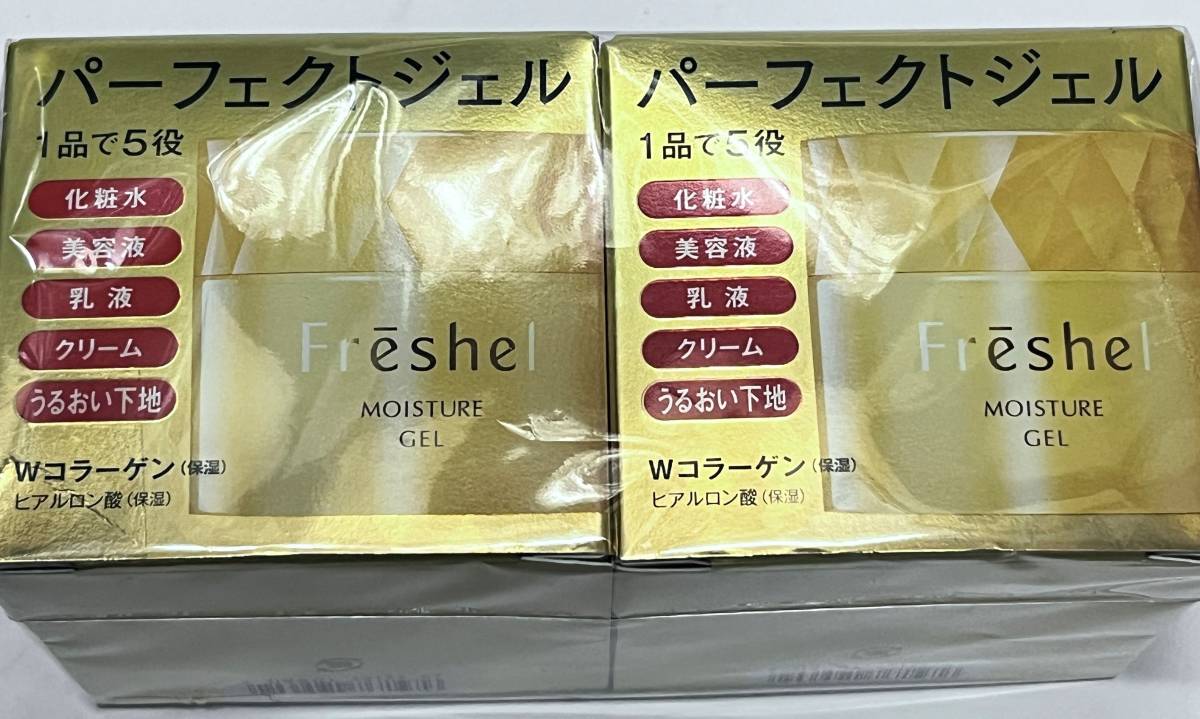 パーフェクトジェル
1品で5役
化粧水
美容液
乳液
クリーム
うるおい下地
Wコラーゲン(保湿)
ヒアルロン酸(保湿)
Frēshel
MOISTURE
GEL
パーフェクトジェル
1品で5役
化粧水
美容液
乳液
クリーム
うるおい下地
Wコラーゲン(保湿)
ヒアルロン酸(保湿)
Frēshel
MOISTURE
GEL